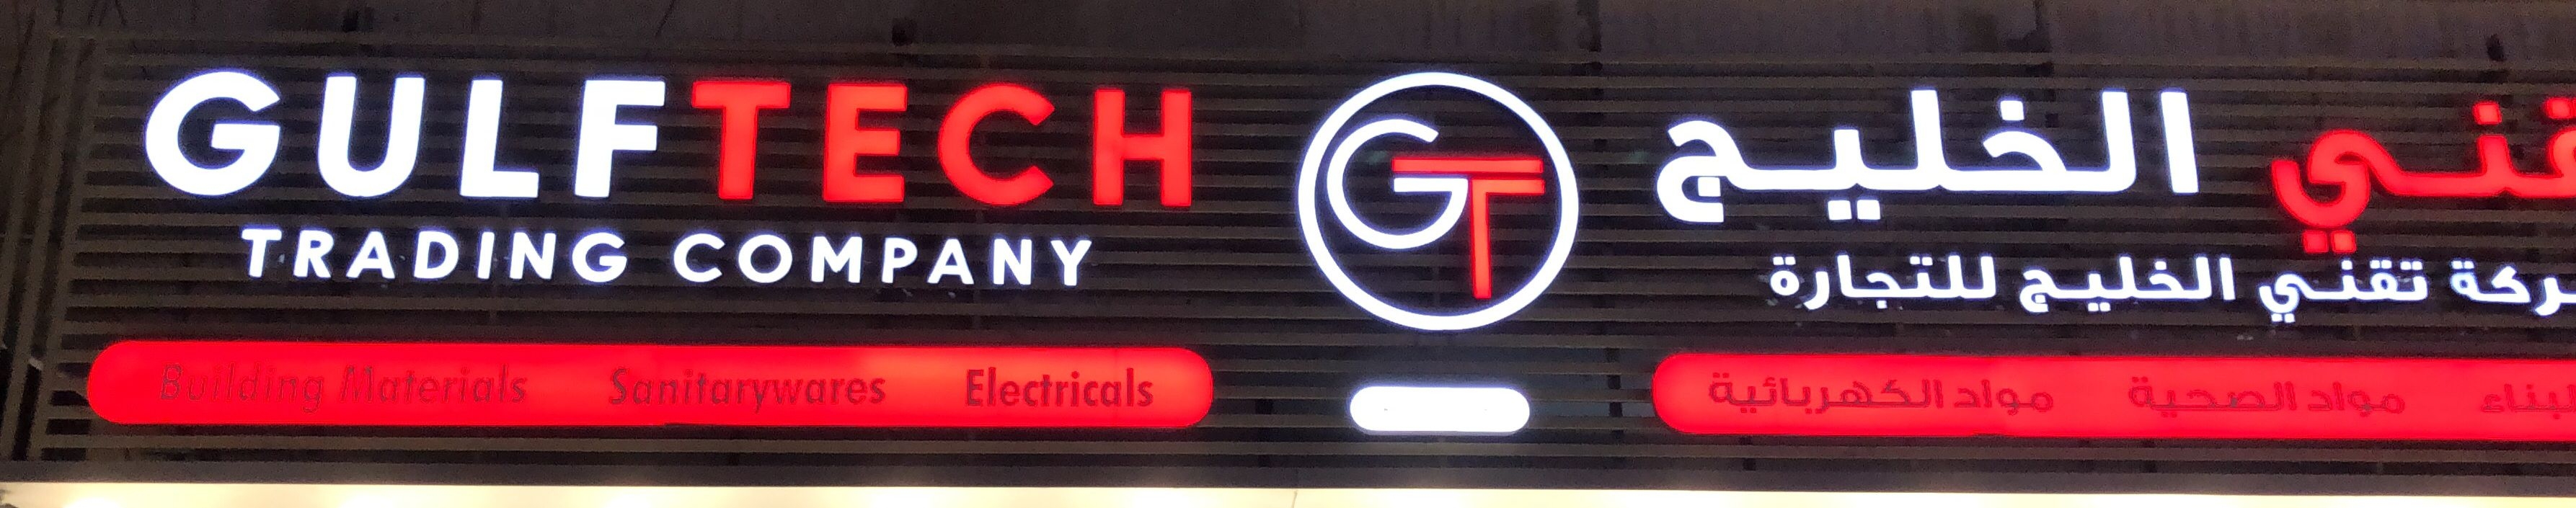 GULFTECH
TRADING COMPANY
Building Materials Sanitarywares Electricals
GT
الخليج
تقني الخليج للتجارة
مواد الصحية مواد الكهربائية